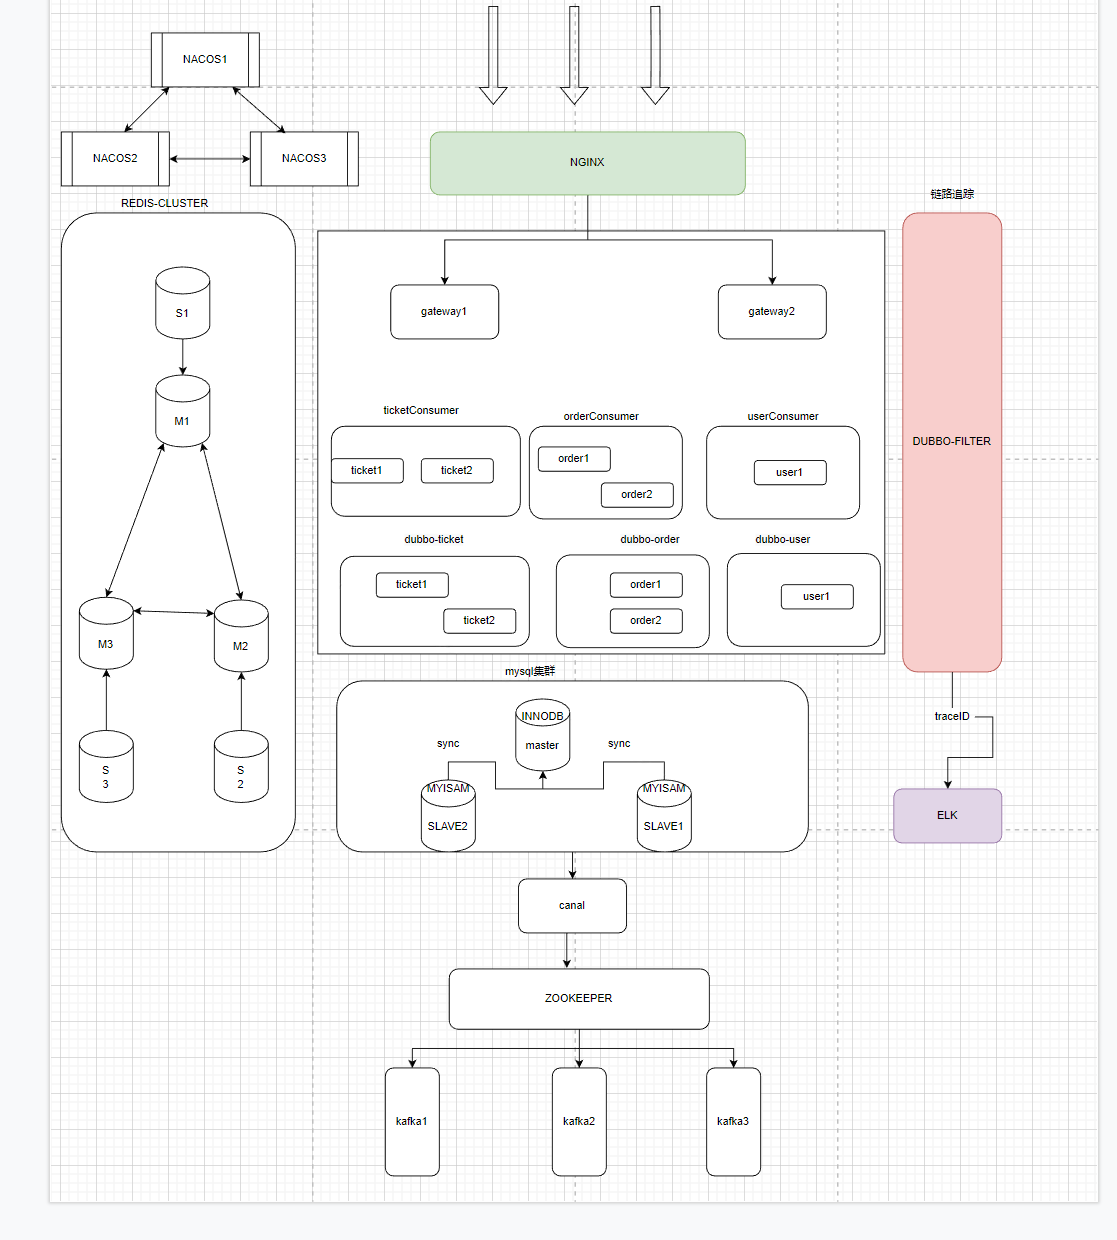 NACOS1
NACOS2
NACOS3
NGINX
链路追踪
REDIS-CLUSTER
S1
M1
M3
M2
S
3
S
2
gateway1
gateway2
ticketConsumer
orderConsumer
userConsumer
ticket1
ticket2
order1
order2
user1
dubbo-ticket
dubbo-order
dubbo-user
ticket1
ticket2
order1
order2
user1
DUBBO-FILTER
traceID
ELK
mysql集群
INNODB
master
sync
sync
MYISAM
SLAVE2
MYISAM
SLAVE1
canal
ZOOKEEPER
kafka1
kafka2
kafka3